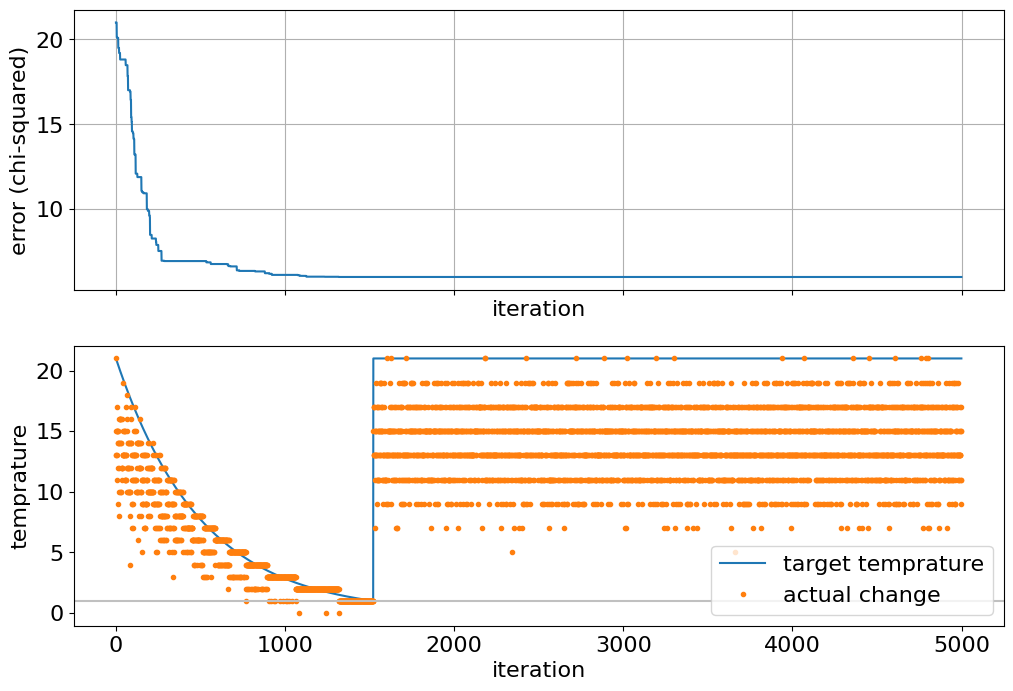 20
15
10
error (chi-squared)
iteration
20
15
10
5
0
temprature
target temprature
actual change
0 1000 2000 3000 4000 5000
iteration